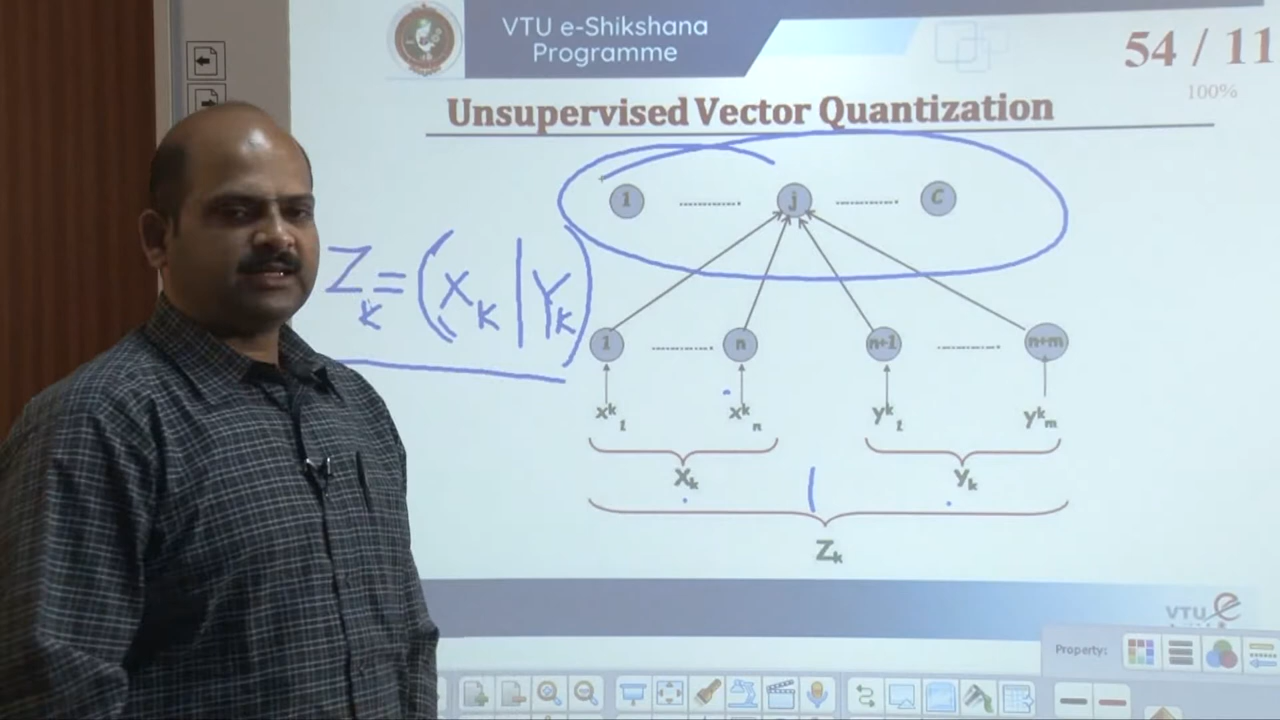 VTU e-Shikshana
Programme
54 / 11
100%
Unsupervised Vector Quantization
1 ............ j ............ C
Z_k = (X_k | Y_k)
1 ............ n n+1 ............ n+m
x^k_1 x^k_n y^k_1 y^k_m
X_k | Y_k
Z_k
VTU e
Property: